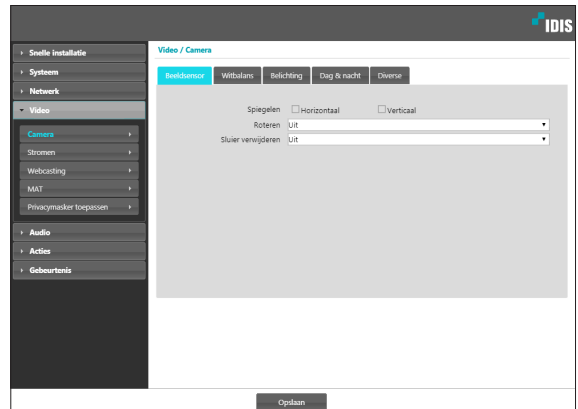 IDIS
Snelle installatie
Systeem
Netwerk
Video
Camera
Stromen
Webcasting
MAT
Privacymasker toepassen
Audio
Acties
Gebeurtenis
Video / Camera
Beeldsensor Witbalans Belichting Dag & nacht Diverse
Spiegelen Horizontaal Verticaal
Roteren Uit
Sluier verwijderen Uit
Opslaan